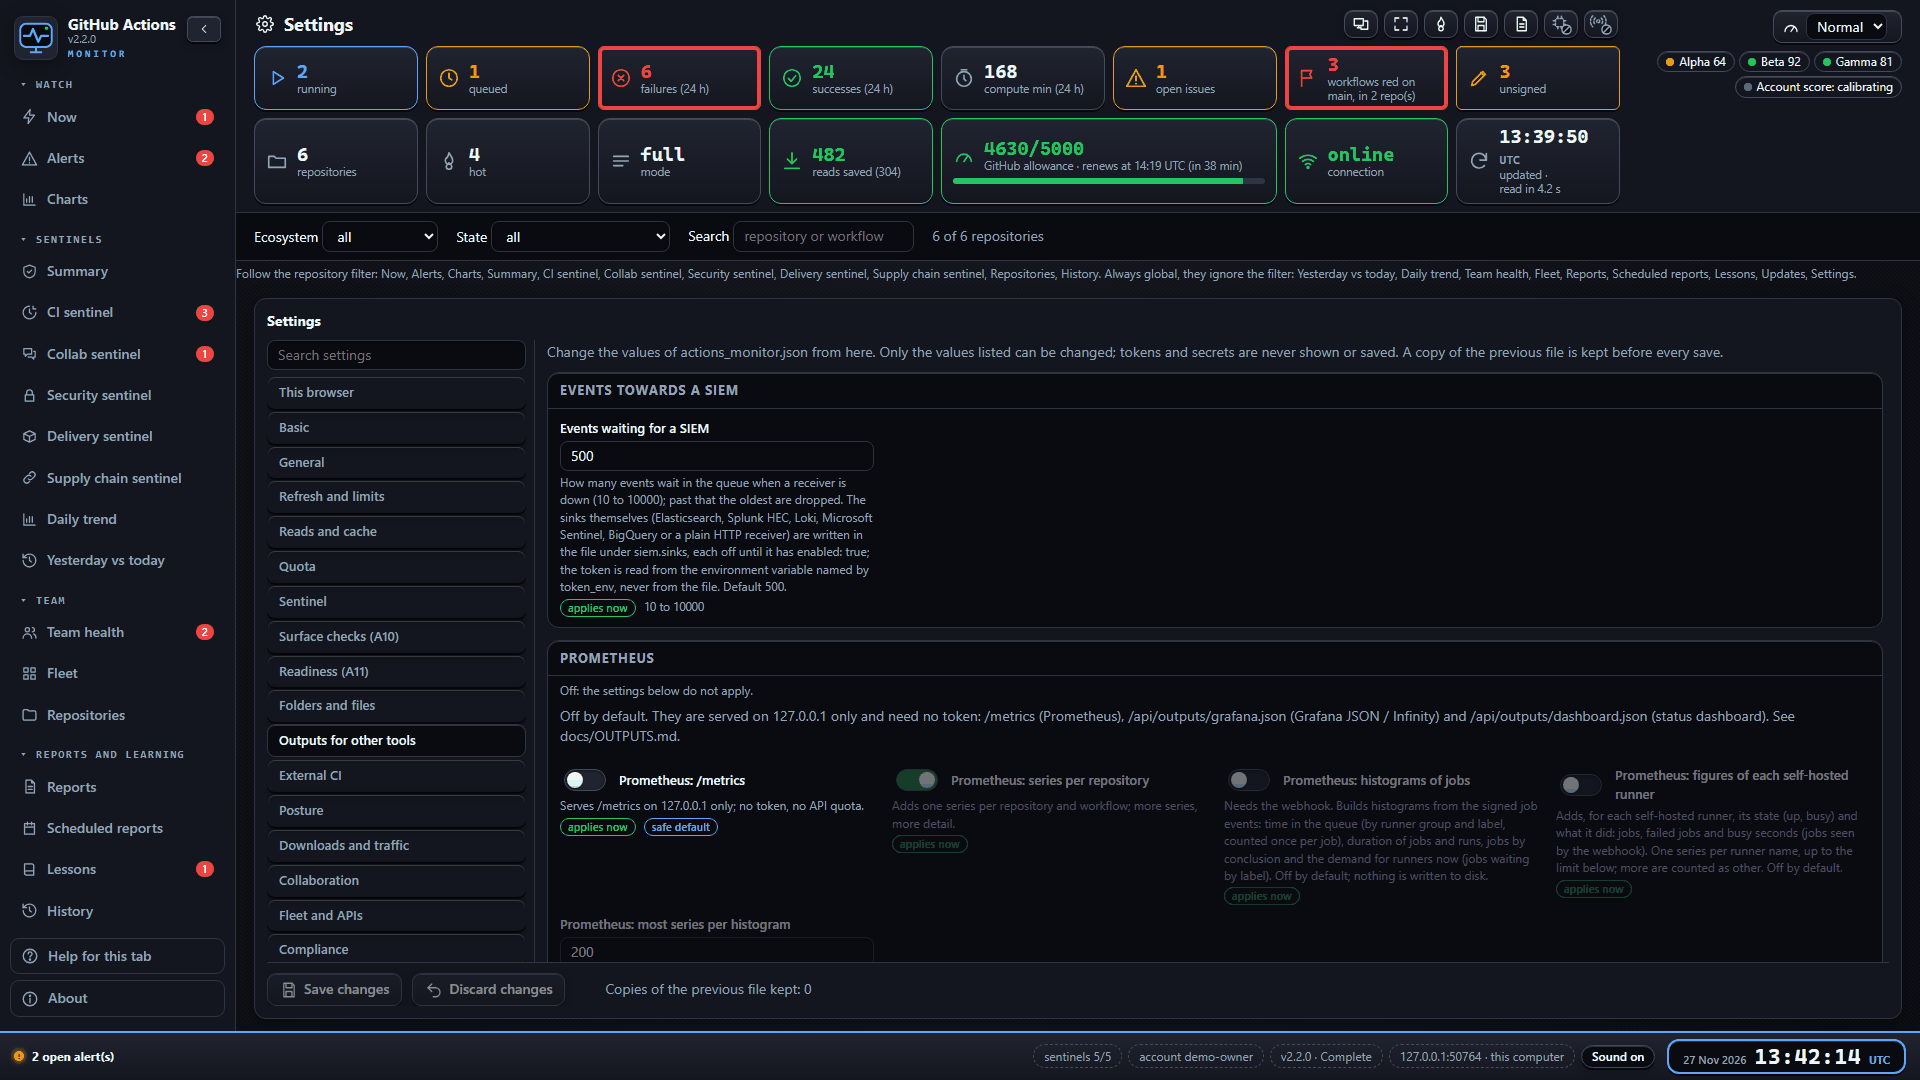 GitHub Actions
v2.2.0
MONITOR
WATCH
Now
1
Alerts
2
Charts
SENTINELS
Summary
CI sentinel
3
Collab sentinel
1
Security sentinel
Delivery sentinel
Supply chain sentinel
Daily trend
Yesterday vs today
TEAM
Team health
2
Fleet
Repositories
REPORTS AND LEARNING
Reports
Scheduled reports
Lessons
1
History
Help for this tab
About
Settings
Normal
2
running
1
queued
6
failures (24 h)
24
successes (24 h)
168
compute min (24 h)
1
open issues
3
workflows red on
main, in 2 repo(s)
3
unsigned
Alpha 64
Beta 92
Gamma 81
Account score: calibrating
6
repositories
4
hot
full
mode
482
reads saved (304)
4630/5000
GitHub allowance · renews at 14:19 UTC (in 38 min)
online
connection
13:39:50
UTC
updated ·
read in 4.2 s
Ecosystem
all
State
all
Search
repository or workflow
6 of 6 repositories
Follow the repository filter: Now, Alerts, Charts, Summary, CI sentinel, Collab sentinel, Security sentinel, Delivery sentinel, Supply chain sentinel, Repositories, History. Always global, they ignore the filter: Yesterday vs today, Daily trend, Team health, Fleet, Reports, Scheduled reports, Lessons, Updates, Settings.
Settings
Search settings
This browser
Basic
General
Refresh and limits
Reads and cache
Quota
Sentinel
Surface checks (A10)
Readiness (A11)
Folders and files
Outputs for other tools
External CI
Posture
Downloads and traffic
Collaboration
Fleet and APIs
Compliance
Change the values of actions_monitor.json from here. Only the values listed can be changed; tokens and secrets are never shown or saved. A copy of the previous file is kept before every save.
EVENTS TOWARDS A SIEM
Events waiting for a SIEM
500
How many events wait in the queue when a receiver is
down (10 to 10000); past that the oldest are dropped. The
sinks themselves (Elasticsearch, Splunk HEC, Loki, Microsoft
Sentinel, BigQuery or a plain HTTP receiver) are written in
the file under siem.sinks, each off until it has enabled: true;
the token is read from the environment variable named by
token_env, never from the file. Default 500.
applies now
10 to 10000
PROMETHEUS
Off: the settings below do not apply.
Off by default. They are served on 127.0.0.1 only and need no token: /metrics (Prometheus), /api/outputs/grafana.json (Grafana JSON / Infinity) and /api/outputs/dashboard.json (status dashboard). See
docs/OUTPUTS.md.
Prometheus: /metrics
Serves /metrics on 127.0.0.1 only; no token, no API quota.
applies now
safe default
Prometheus: series per repository
Adds one series per repository and workflow; more series,
more detail.
applies now
Prometheus: histograms of jobs
Needs the webhook. Builds histograms from the signed job
events: time in the queue (by runner group and label,
counted once per job), duration of jobs and runs, jobs by
conclusion and the demand for runners now (jobs waiting
by label). Off by default; nothing is written to disk.
applies now
Prometheus: figures of each self-hosted
runner
Adds, for each self-hosted runner, its state (up, busy) and
what it did: jobs, failed jobs and busy seconds (jobs seen
by the webhook). One series per runner name, up to the
limit below; more are counted as other. Off by default.
applies now
Prometheus: most series per histogram
200
Save changes
Discard changes
Copies of the previous file kept: 0
2 open alert(s)
sentinels 5/5
account demo-owner
v2.2.0 · Complete
127.0.0.1:50764 · this computer
Sound on
27 Nov 2026
13:42:14
UTC